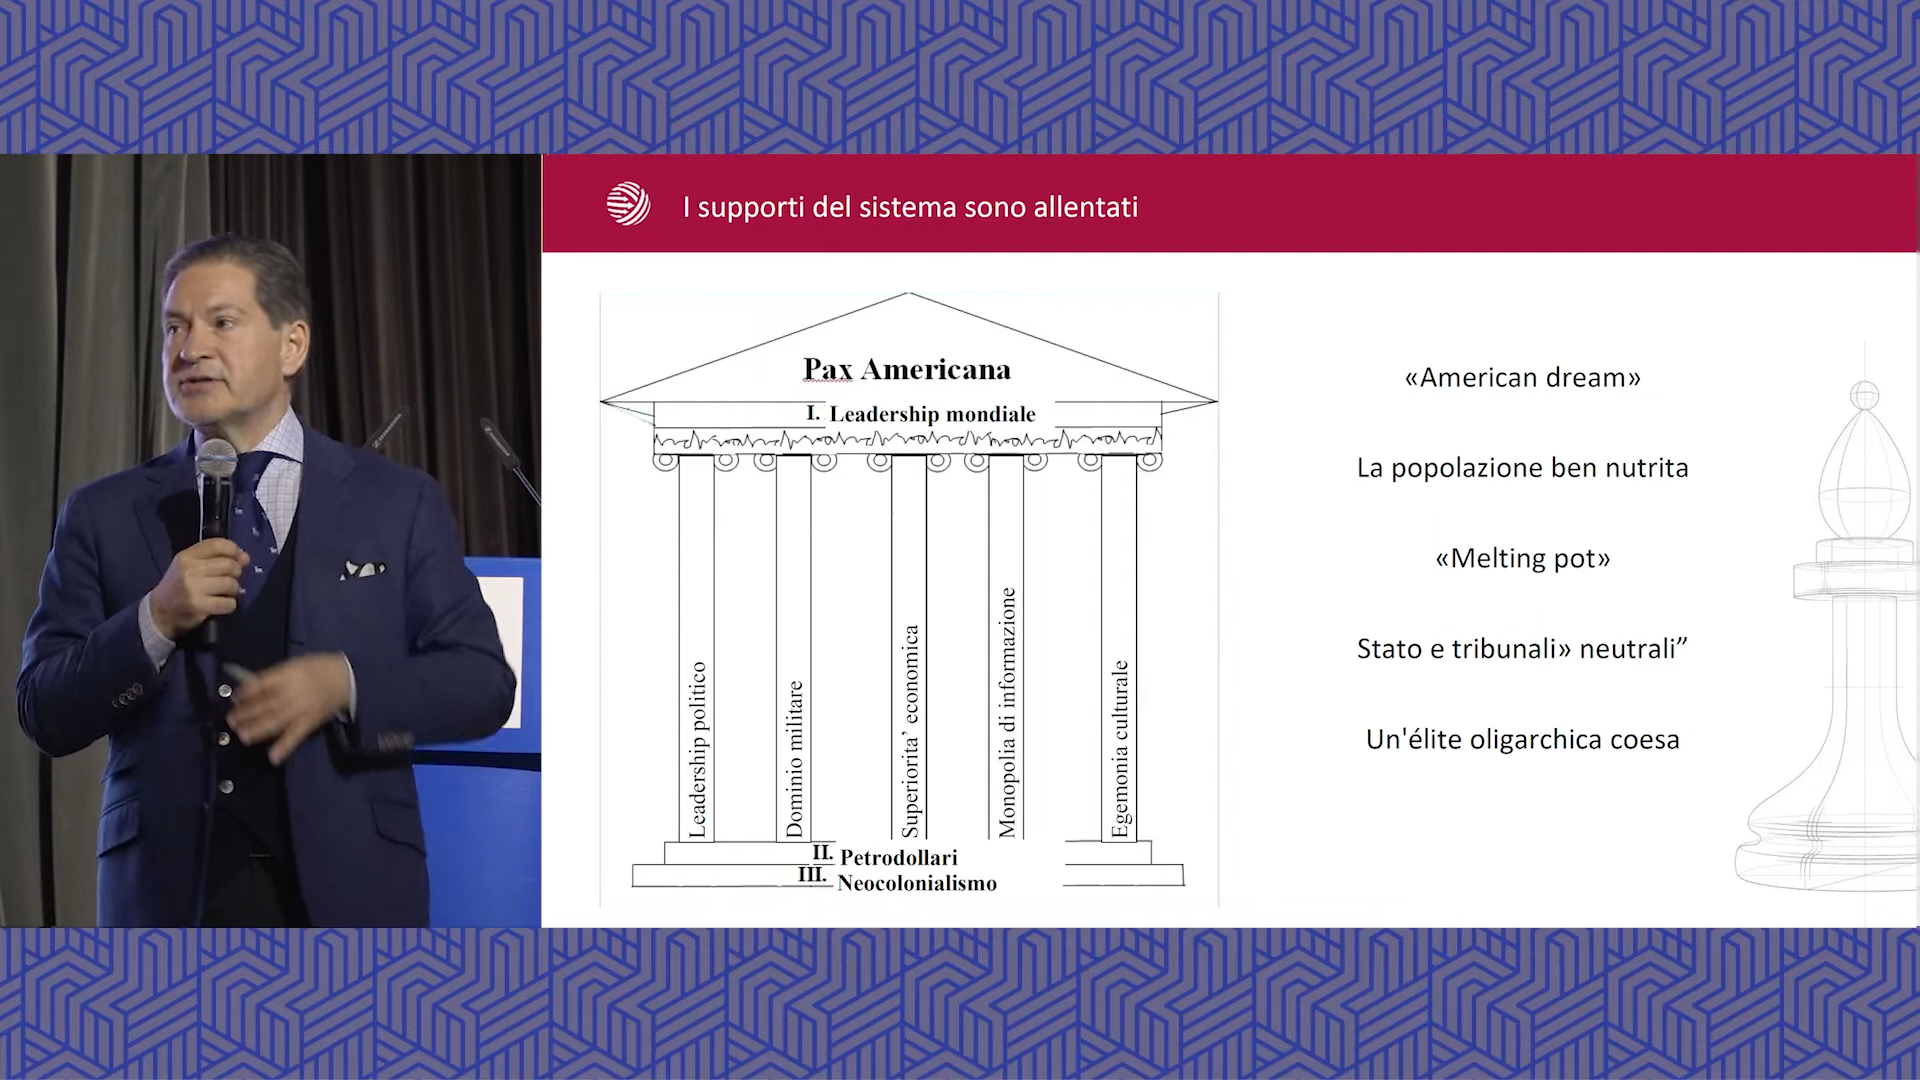 I supporti del sistema sono allentati
Pax Americana
I. Leadership mondiale
Leadership politico
Dominio militare
Superiorita’ economica
Monopolia di informazione
Egemonia culturale
II. Petrodollari
III. Neocolonialismo
«American dream»
La popolazione ben nutrita
«Melting pot»
Stato e tribunali» neutrali”
Un'élite oligarchica coesa